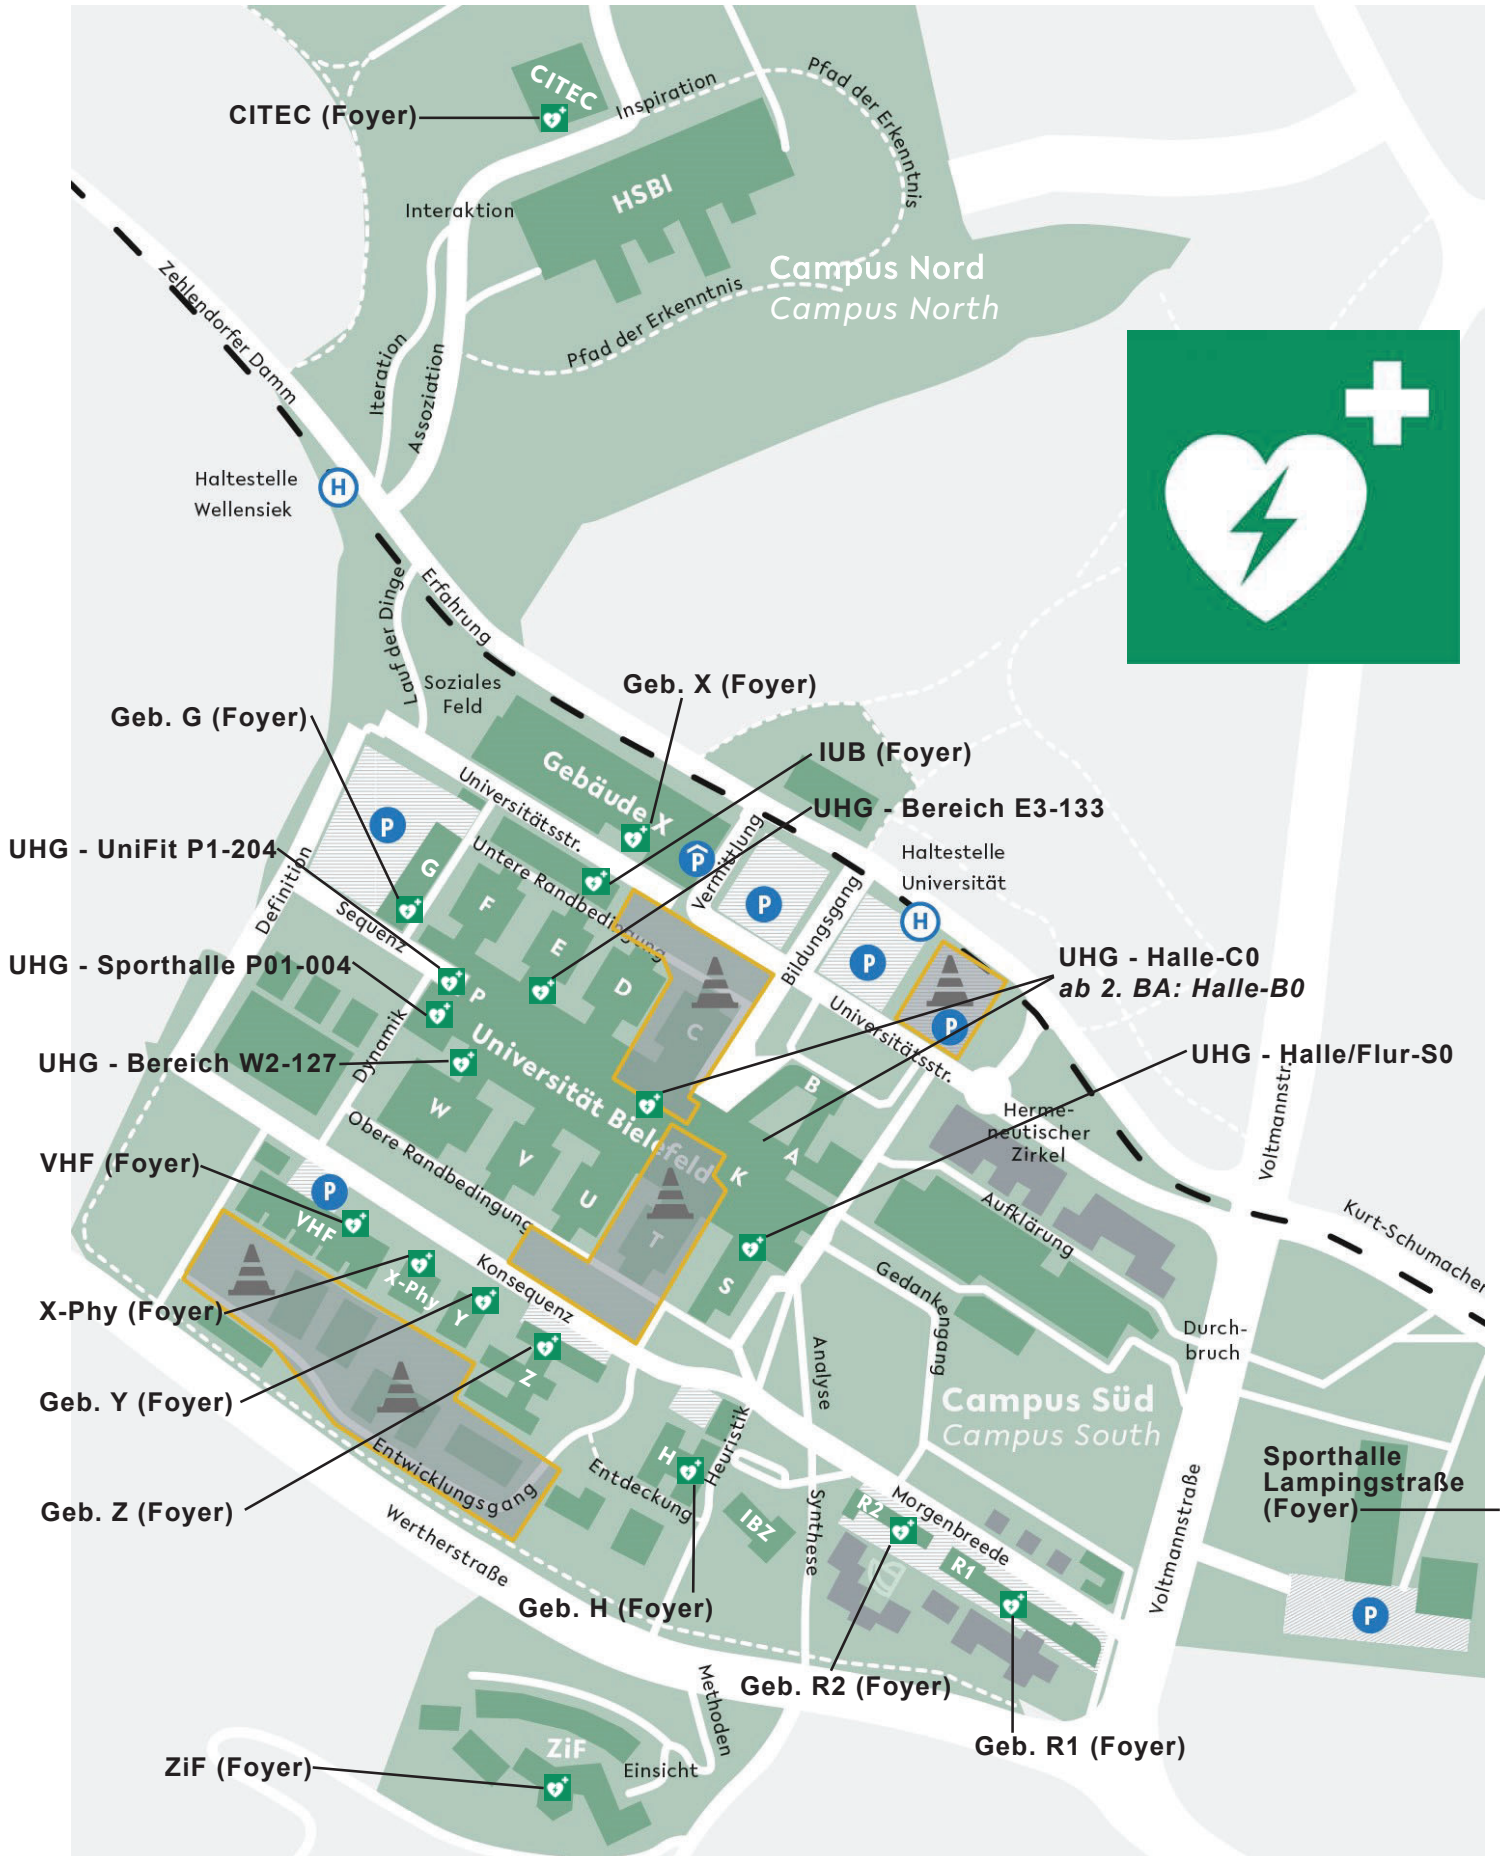 CITEC
CITEC (Foyer)
Inspiration
Pfad der Erkenntnis
HSBI
Interaktion
Campus Nord
Campus North
Pfad der Erkenntnis
Zehlendorfer Damm
Iteration
Assoziation
Haltestelle
Wellensiek
H
Erfahrung
Lauf der Dinge
Soziales
Feld
Geb. X (Foyer)
Geb. G (Foyer)
IUB (Foyer)
Gebäude X
Universitätsstr.
UHG - Bereich E3-133
P
UHG - UniFit P1-204
Untere Randbedingung
P
Vermittlung
Haltestelle
Universität
H
G
Definition
Sequenz
F
E
D
C
P
Bildungsgang
P
P
UHG - Sporthalle P01-004
P
UHG - Halle-C0
ab 2. BA: Halle-B0
Universitätsstr.
UHG - Halle/Flur-S0
UHG - Bereich W2-127
Dynamik
Universität Bielefeld
W
V
U
T
B
A
K
S
Herme-
neutischer
Zirkel
Voltmannstr.
Obere Randbedingung
VHF (Foyer)
P
VHF
Aufklärung
Kurt-Schumacher
Konsequenz
X-Phy
Y
Gedankengang
X-Phy (Foyer)
Durch-
bruch
Analyse
Z
Geb. Y (Foyer)
Campus Süd
Campus South
Entwicklungsgang
H
Heuristik
Entdeckung
Sporthalle
Lampingstraße
(Foyer)
Geb. Z (Foyer)
Wertherstraße
IBZ
Synthese
R2
Morgenbreede
R1
Voltmannstraße
P
Geb. H (Foyer)
Geb. R2 (Foyer)
Methoden
Geb. R1 (Foyer)
ZiF
Einsicht
ZiF (Foyer)